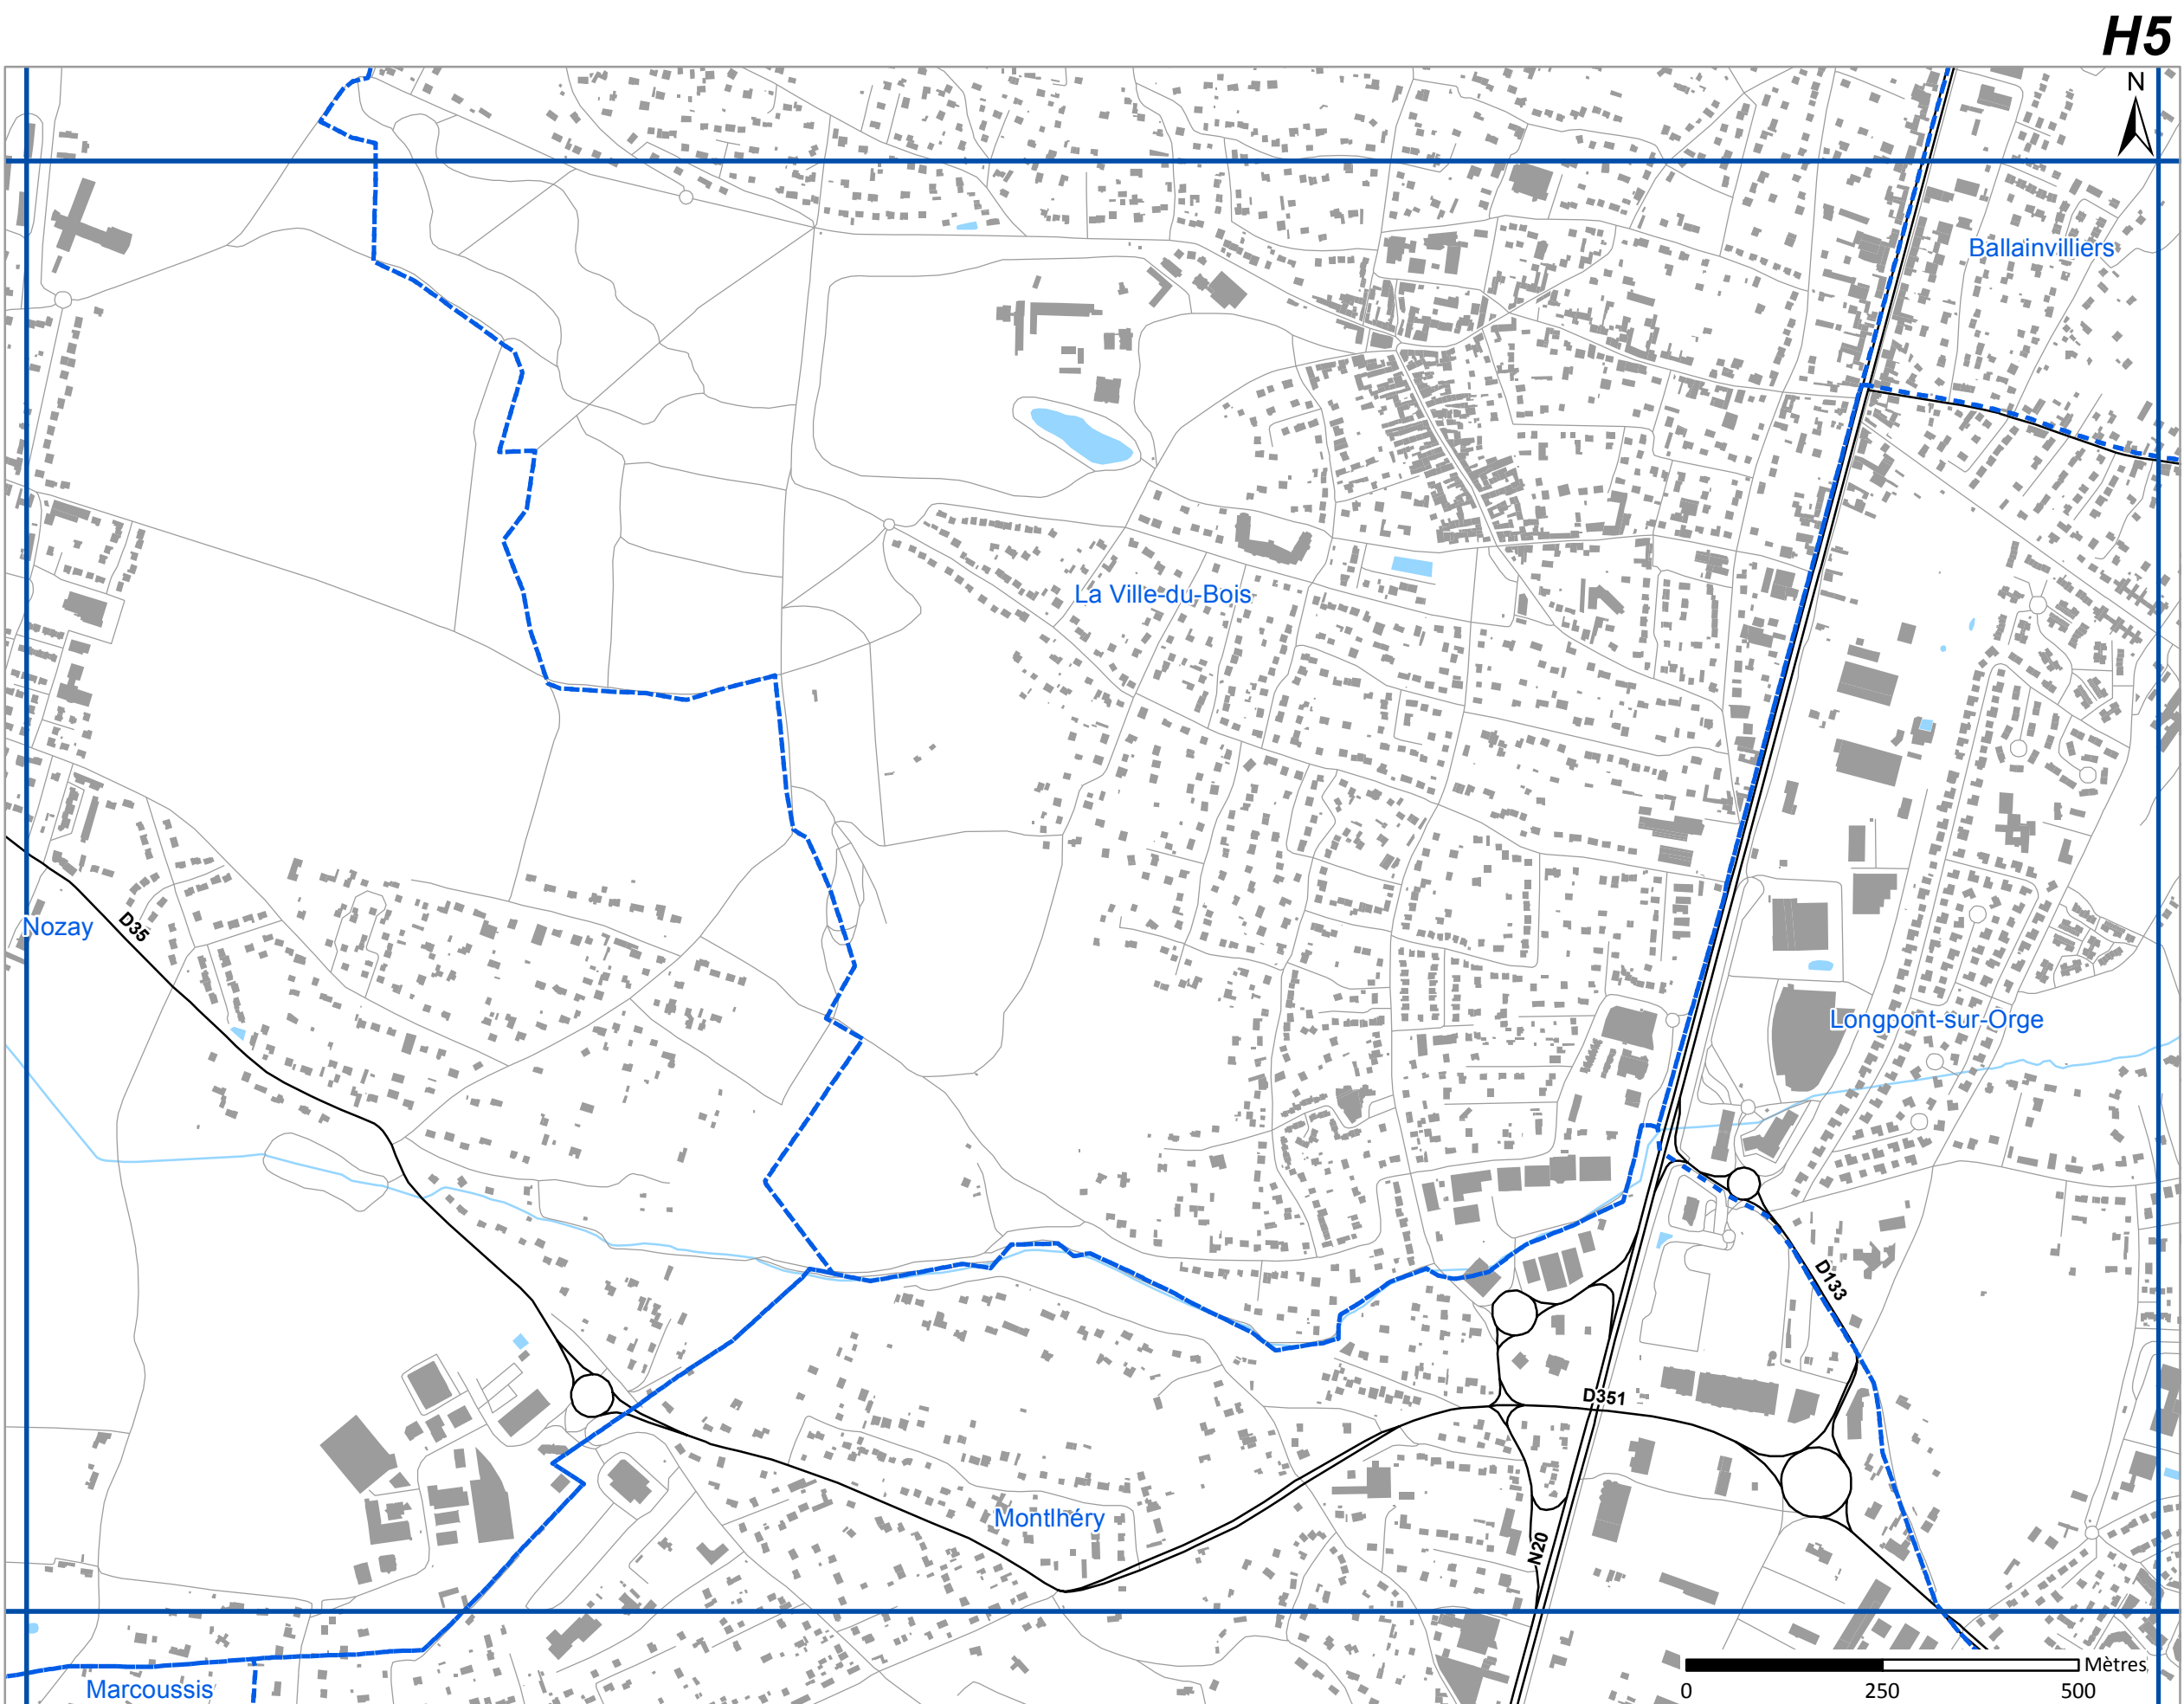 H5
N
Ballainvilliers
La Ville-du-Bois
Nozay
D35
Longpont-sur-Orge
D133
D351
Montlhéry
N20
Mètres
Marcoussis
0 250 500